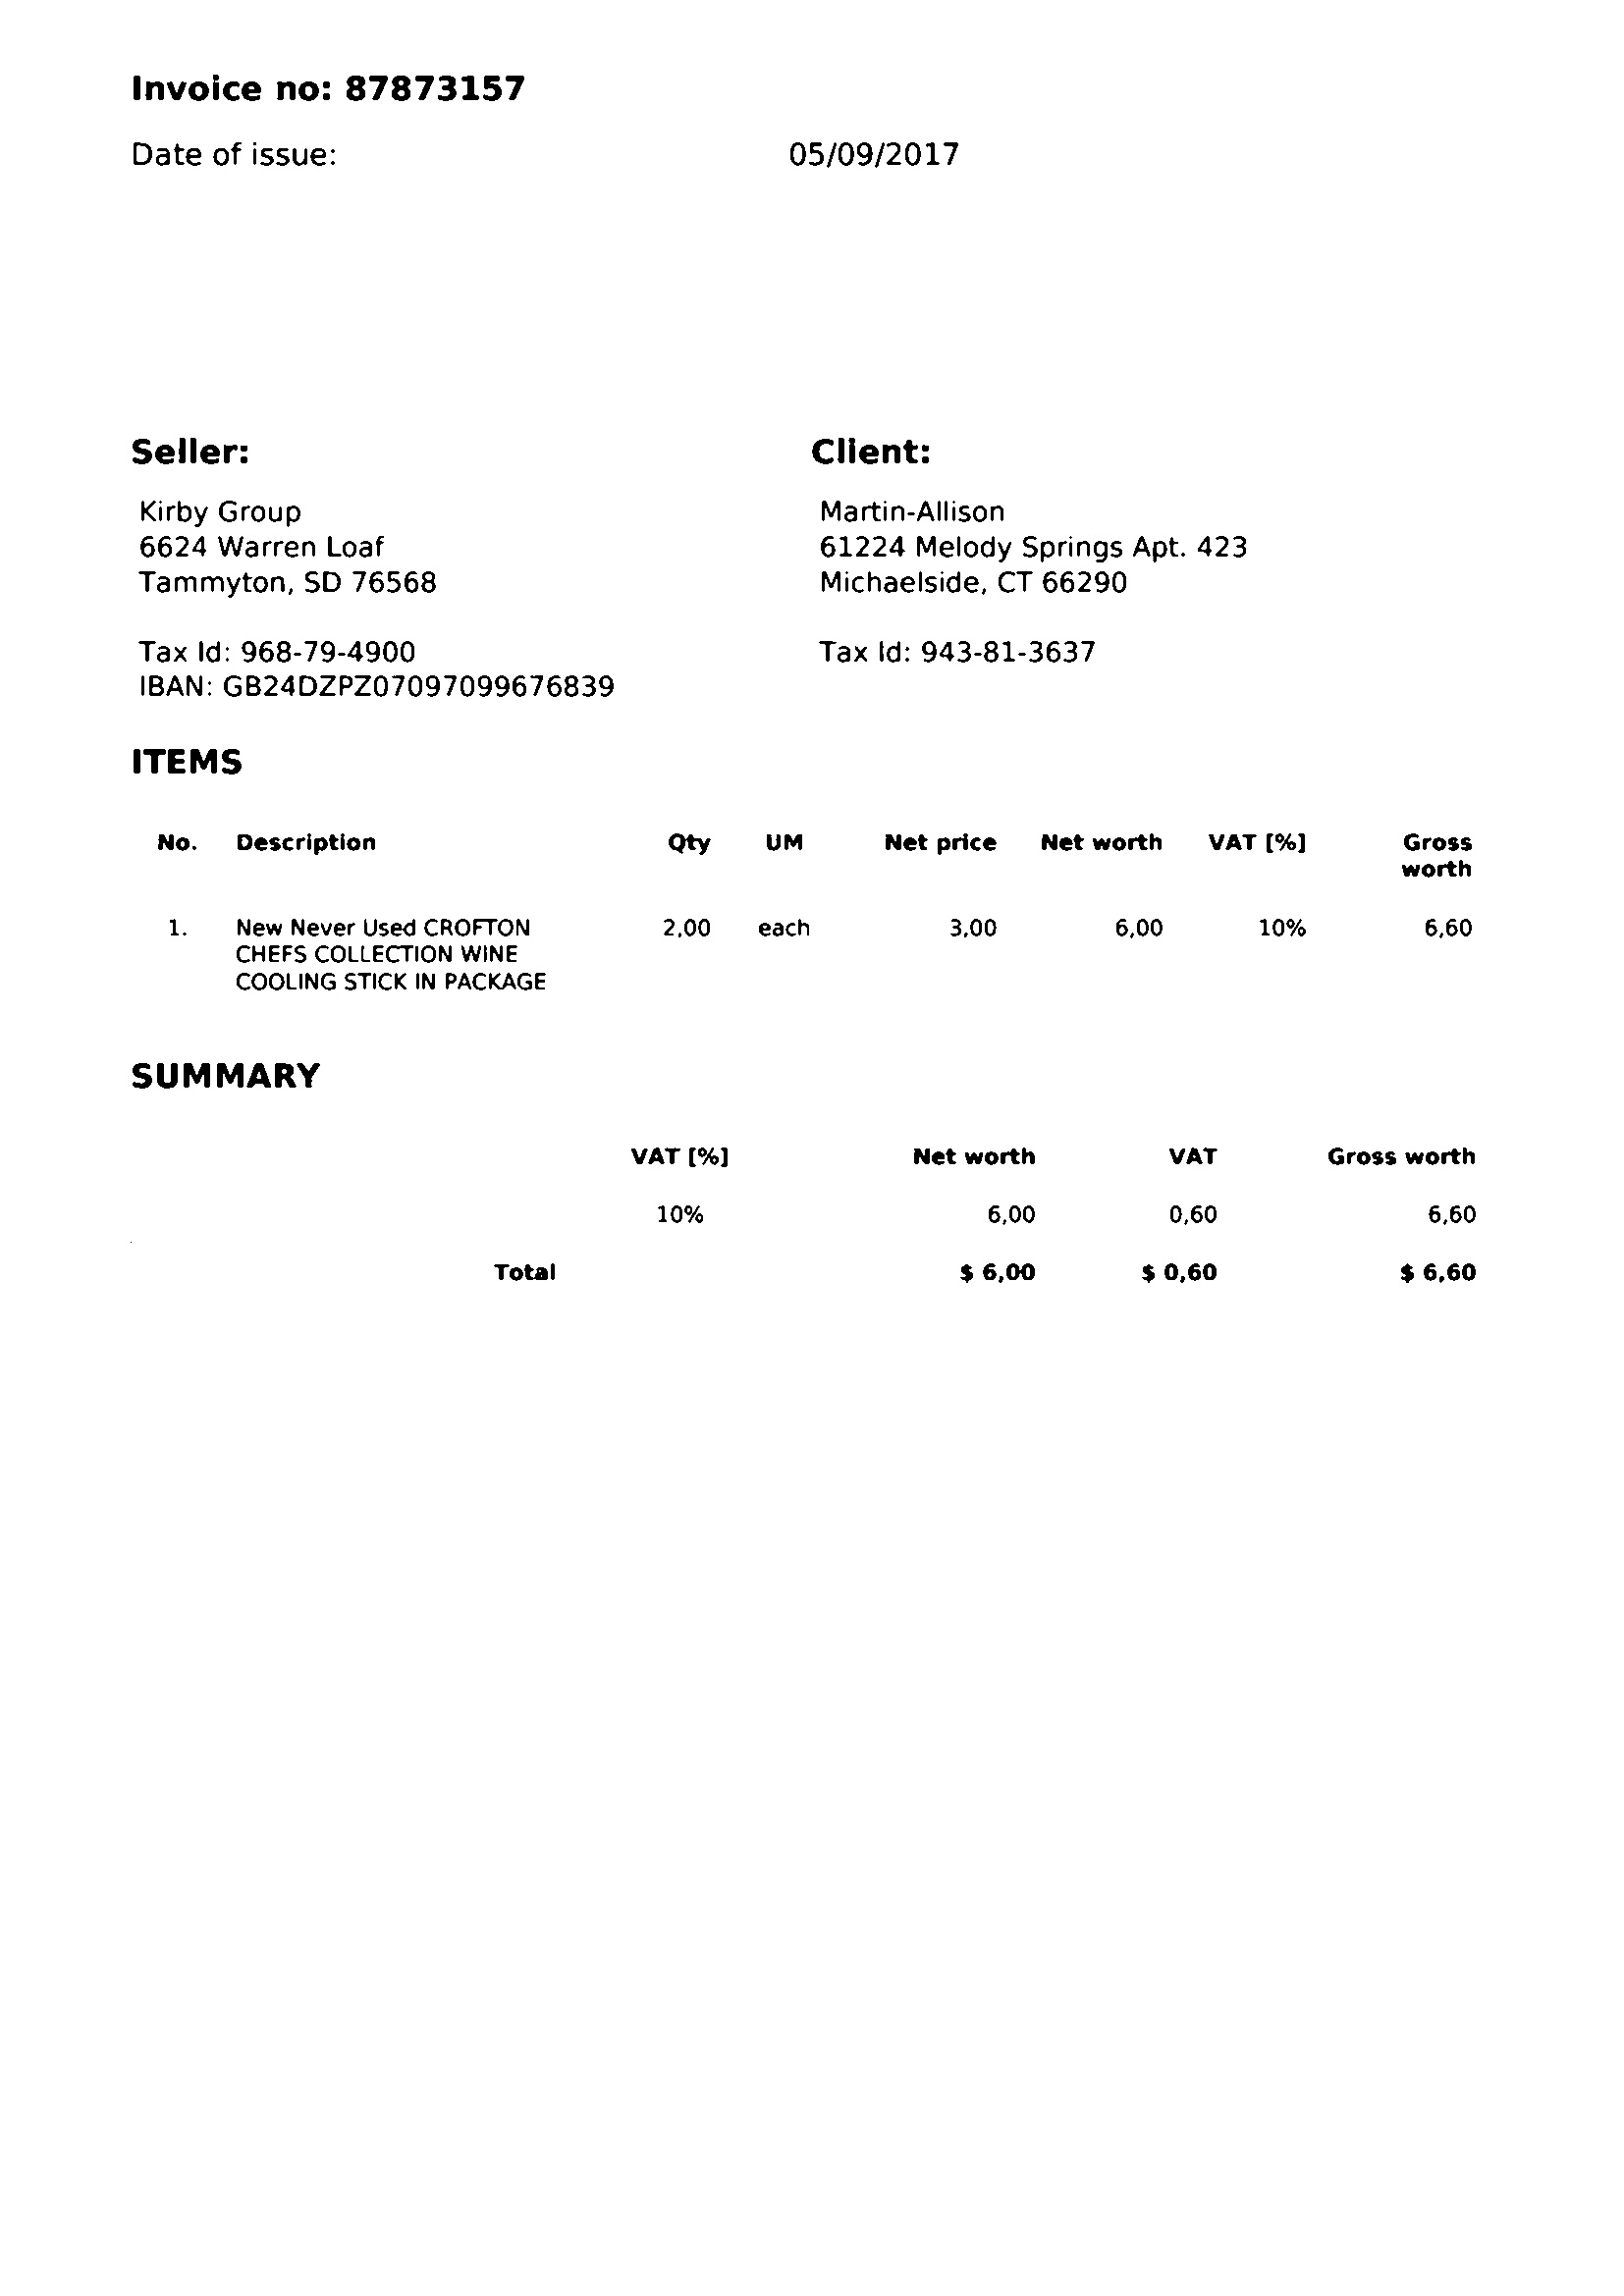 Invoice no: 87873157
Date of issue: 05/09/2017
Seller: Client:
Kirby Group Martin-Allison
6624 Warren Loaf 61224 Melody Springs Apt. 423
Tammyton, SD 76568 Michaelside, CT 66290
Tax Id: 968-79-4900 Tax Id: 943-81-3637
IBAN: GB24DZPZ07097099676839
ITEMS
No. Description Qty UM Net price Net worth VAT [%] Gross
worth
1. New Never Used CROFTON 2,00 each 3,00 6,00 10% 6,60
CHEFS COLLECTION WINE
COOLING STICK IN PACKAGE
SUMMARY
VAT [%] Net worth VAT Gross worth
10% 6,00 0,60 6,60
Total $ 6,00 $ 0,60 $ 6,60